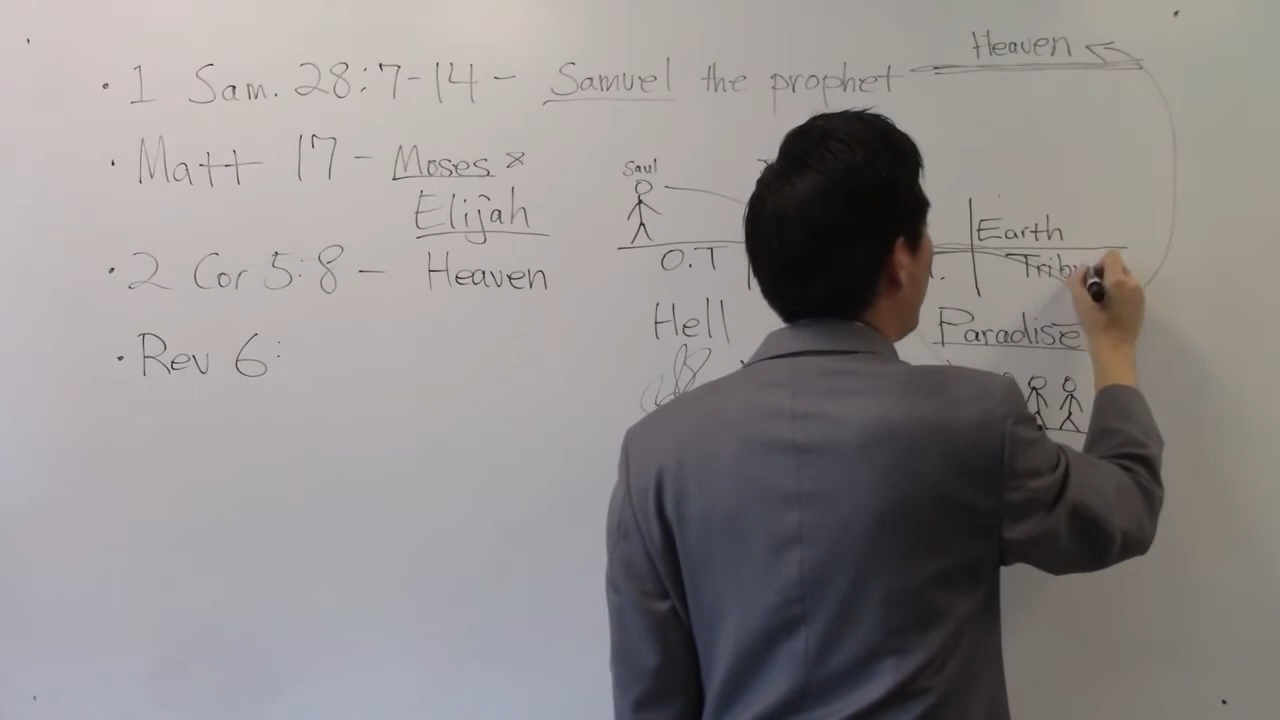 Heaven
• 1 Sam. 28:7-14 - Samuel the prophet
• Matt 17 - Moses &
Elijah
Saul
Earth
O.T
Trib
• 2 Cor 5:8 - Heaven
Hell
Paradise
• Rev 6: